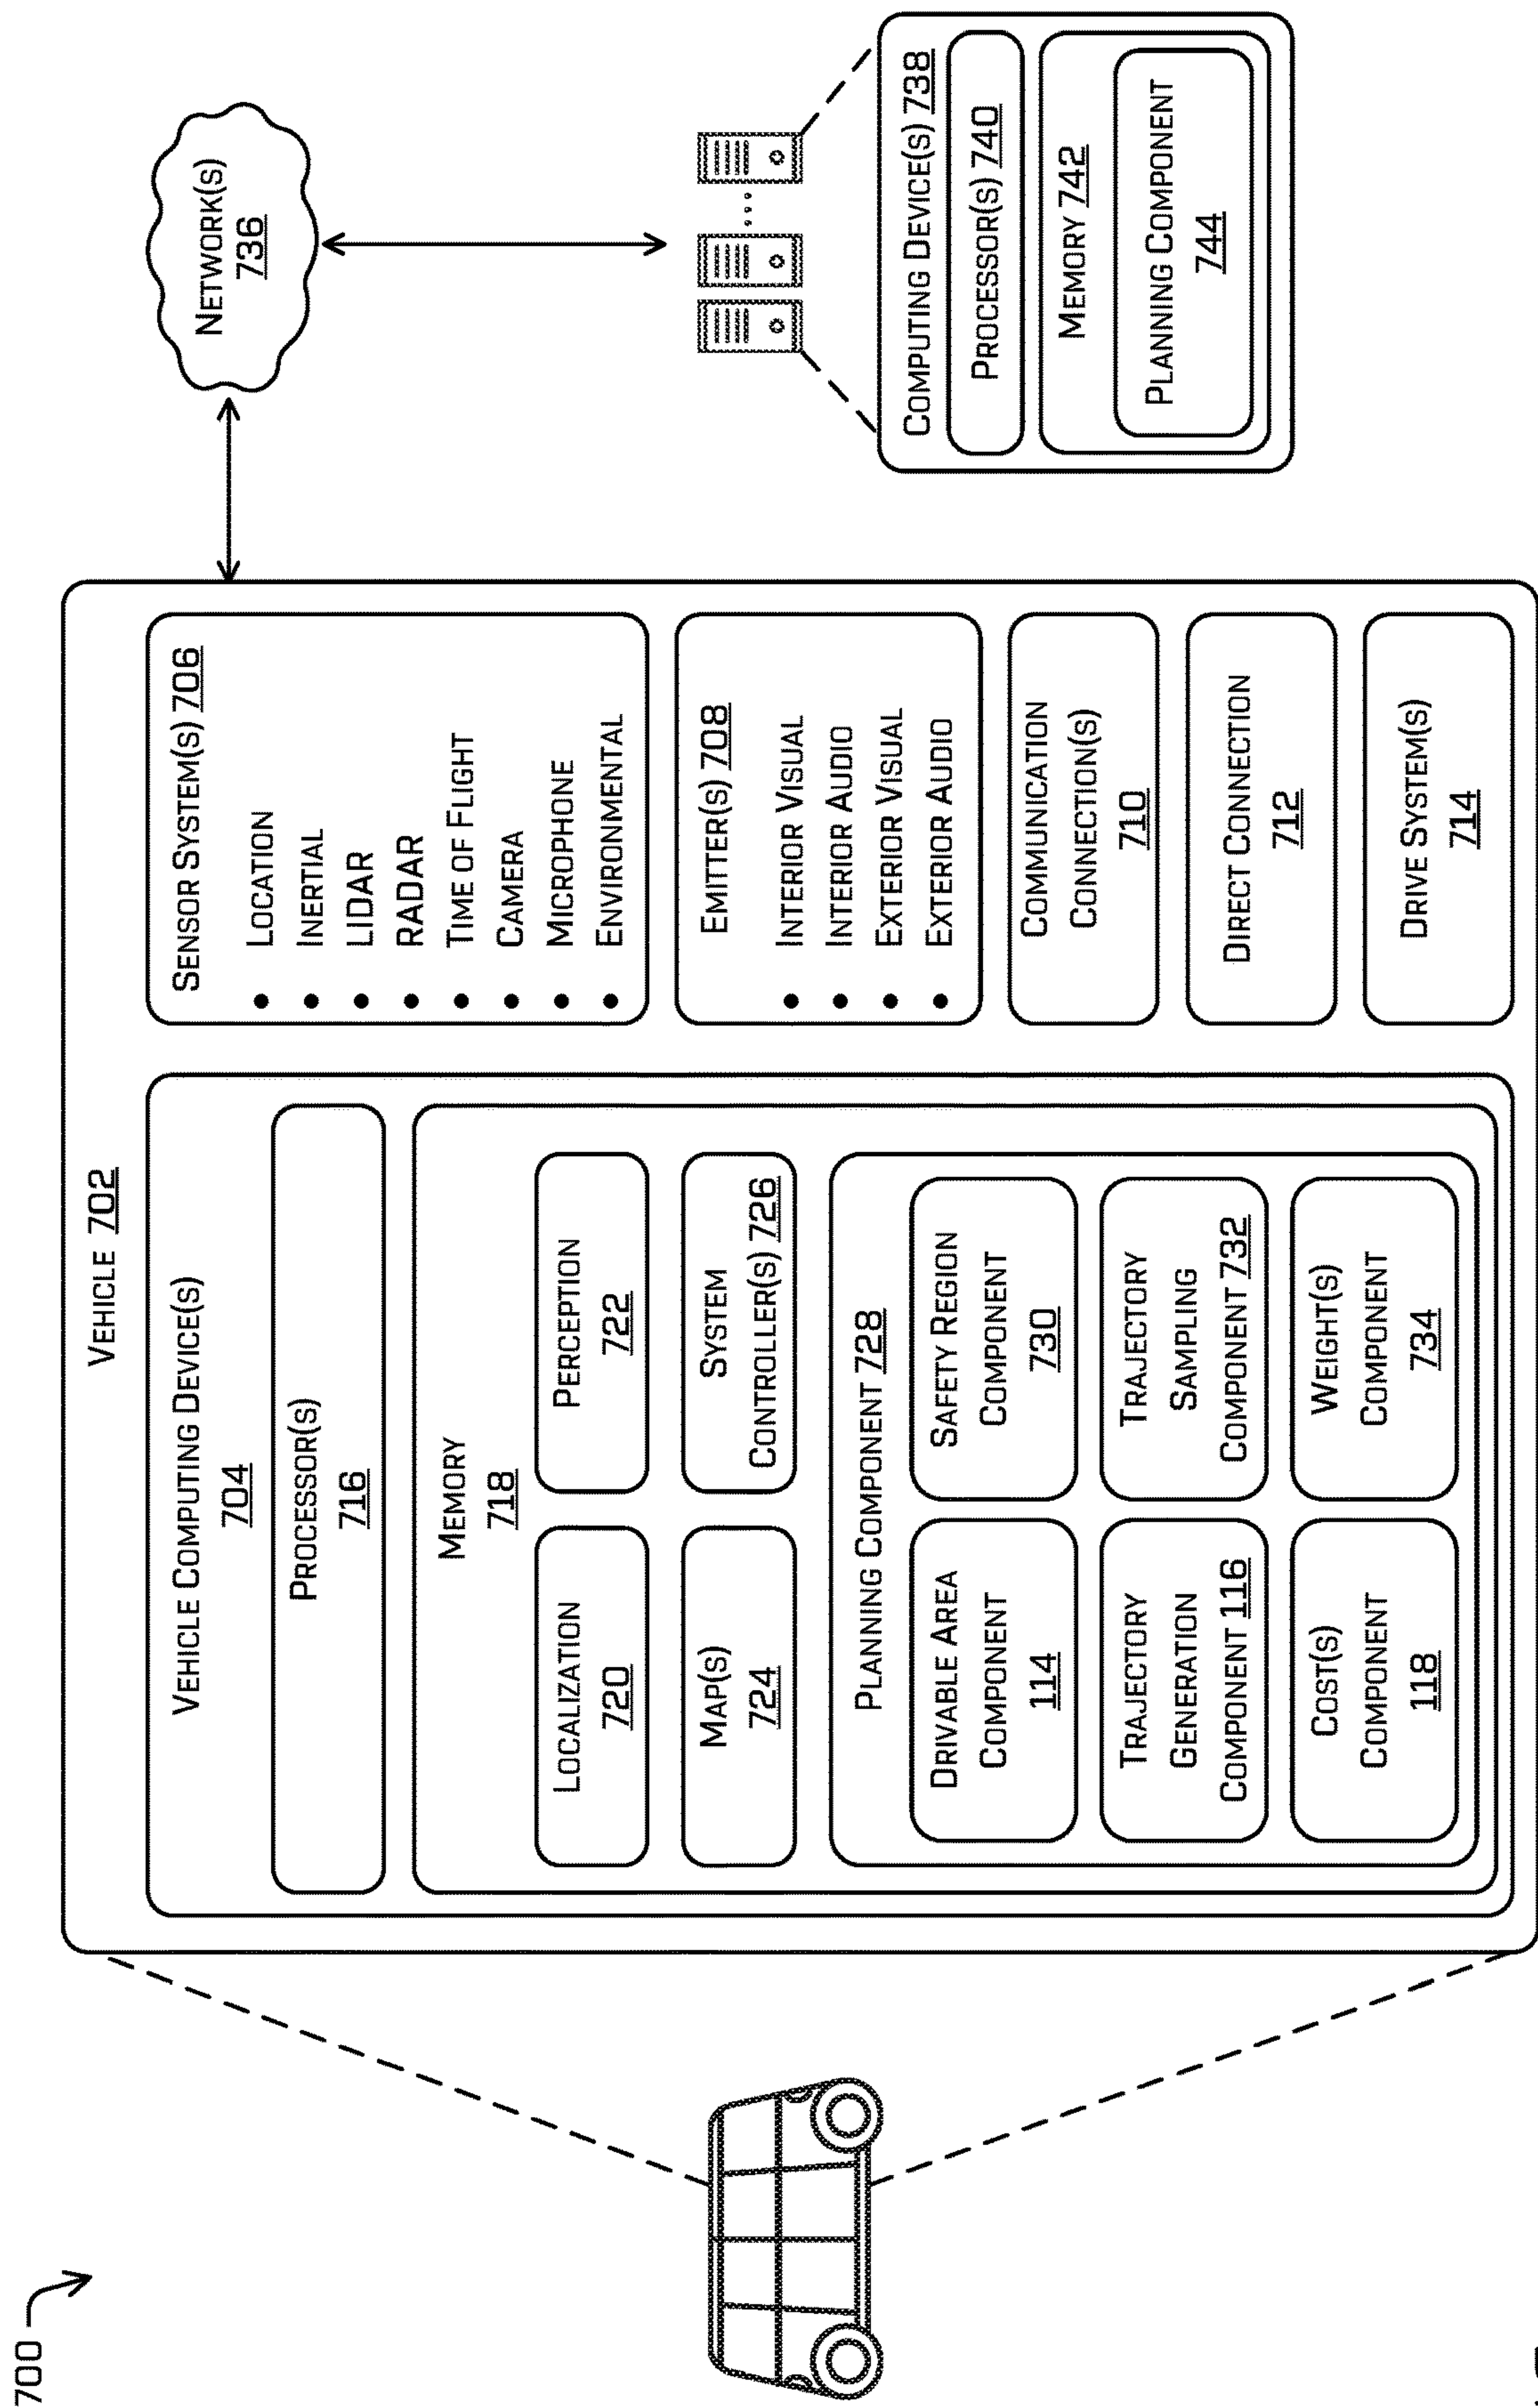 700
VEHICLE 702
VEHICLE COMPUTING DEVICE(S)
704
PROCESSOR(S)
716
MEMORY
718
LOCALIZATION
720
PERCEPTION
722
MAP(S)
724
SYSTEM
CONTROLLER(S) 726
PLANNING COMPONENT 728
DRIVABLE AREA
COMPONENT
114
SAFETY REGION
COMPONENT
730
TRAJECTORY
GENERATION
COMPONENT 116
TRAJECTORY
SAMPLING
COMPONENT 732
COST(S)
COMPONENT
118
WEIGHT(S)
COMPONENT
734
SENSOR SYSTEM(S) 706
• LOCATION
• INERTIAL
• LIDAR
• RADAR
• TIME OF FLIGHT
• CAMERA
• MICROPHONE
• ENVIRONMENTAL
EMITTER(S) 708
• INTERIOR VISUAL
• INTERIOR AUDIO
• EXTERIOR VISUAL
• EXTERIOR AUDIO
COMMUNICATION
CONNECTION(S)
710
DIRECT CONNECTION
712
DRIVE SYSTEM(S)
714
NETWORK(S)
736
COMPUTING DEVICE(S) 738
PROCESSOR(S) 740
MEMORY 742
PLANNING COMPONENT
744